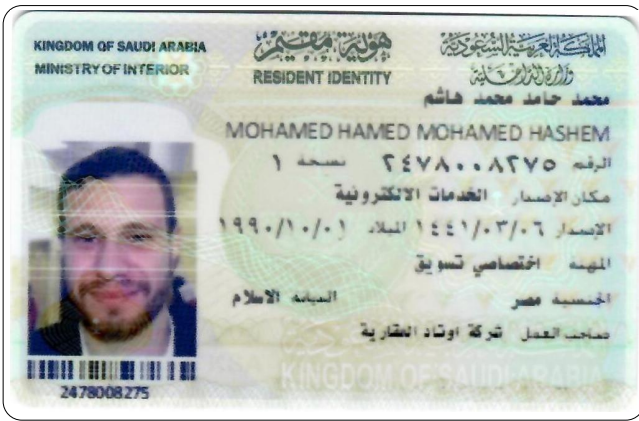 KINGDOM OF SAUDI ARABIA
MINISTRY OF INTERIOR
هوية مقيم
RESIDENT IDENTITY
المملكة العربية السعودية
وزارة الداخلية
محمد حامد محمد هاشم
MOHAMED HAMED MOHAMED HASHEM
الرقم ٢٤٧٨٠٠٨٢٧٥ نسخة ١
مكان الإصدار الخدمات الالكترونية
الإصدار ١٤٤١/٠٣/٠٦ الميلاد ١٩٩٠/١٠/٠١
المهنة اختصاصي تسويق
الجنسية مصر الديانة الاسلام
صاحب العمل شركة اوتاد العقارية
KINGDOM OF SAUDI ARABIA
2478008275